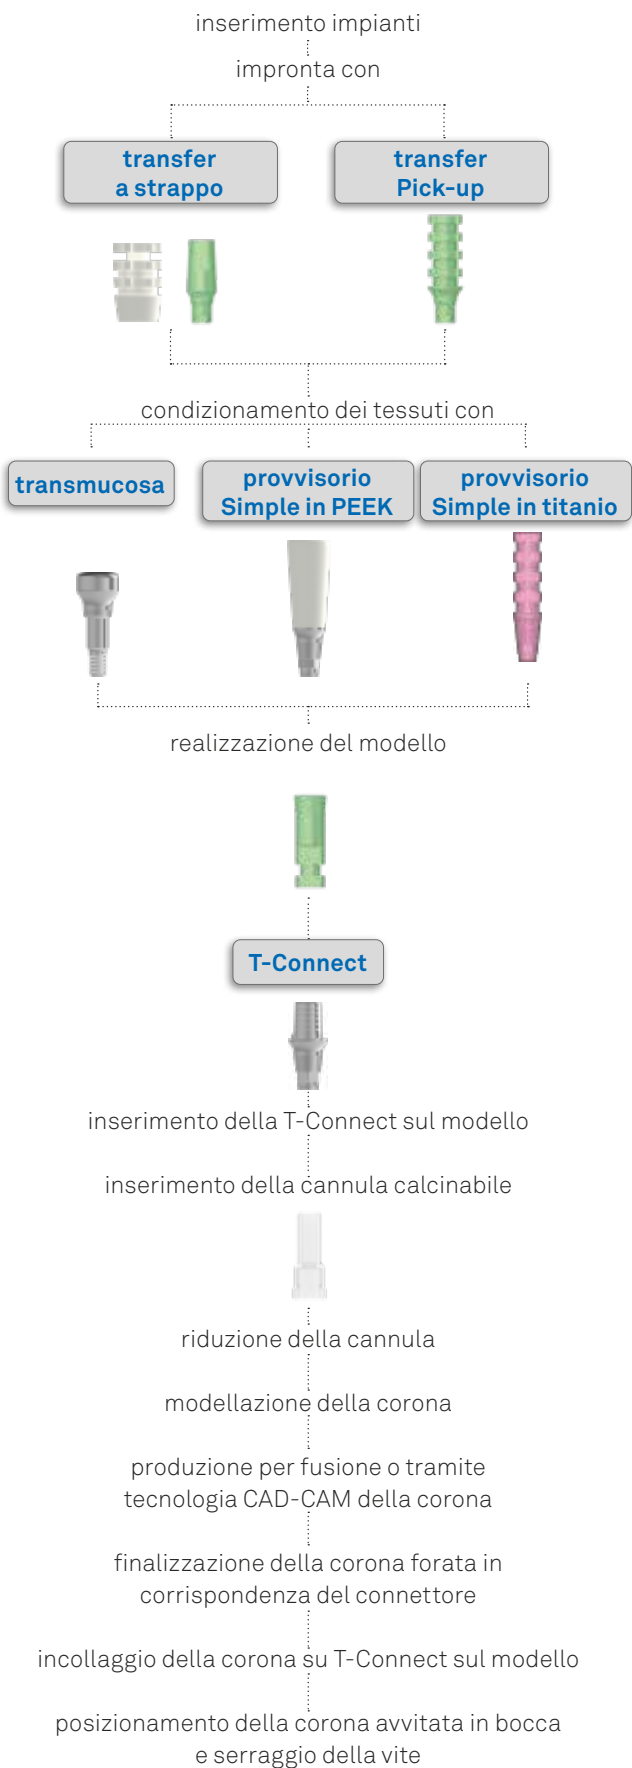 inserimento impianti
impronta con
transfer
a strappo
transfer
Pick-up
condizionamento dei tessuti con
transmucosa
provvisorio
Simple in PEEK
provvisorio
Simple in titanio
realizzazione del modello
T-Connect
inserimento della T-Connect sul modello
inserimento della cannula calcinabile
riduzione della cannula
modellazione della corona
produzione per fusione o tramite
tecnologia CAD-CAM della corona
finalizzazione della corona forata in
corrispondenza del connettore
incollaggio della corona su T-Connect sul modello
posizionamento della corona avvitata in bocca
e serraggio della vite